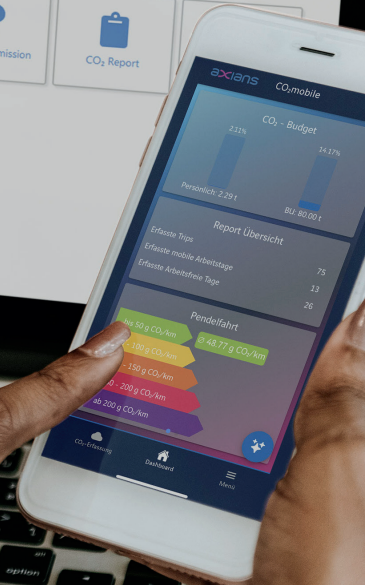 mission
CO₂ Report
axians
CO₂mobile
CO₂ - Budget
2.11%
14.17%
Persönlich: 2.29 t
BU: 80.00 t
Report Übersicht
Erfasste Trips 75
Erfasste mobile Arbeitstage 13
Erfasste Arbeitsfreie Tage 26
Pendelfahrt
bis 50 g CO₂/km
Ø 48.77 g CO₂/km
- 100 g CO₂/km
- 150 g CO₂/km
- 200 g CO₂/km
ab 200 g CO₂/km
CO₂-Erfassung
Dashboard
Menü
option